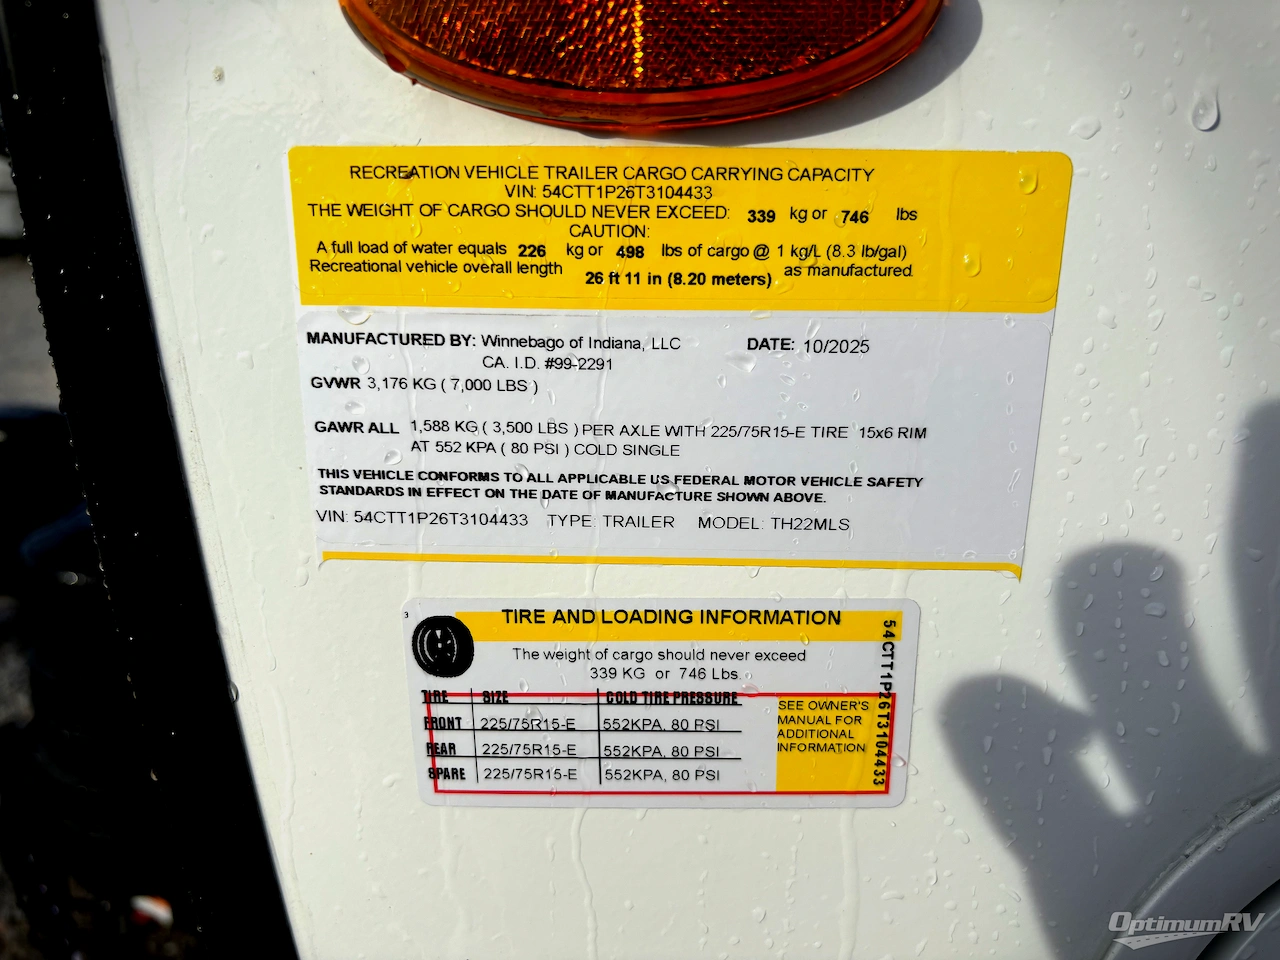 RECREATION VEHICLE TRAILER CARGO CARRYING CAPACITY
VIN: 54CTT1P26T3104433
THE WEIGHT OF CARGO SHOULD NEVER EXCEED: 339 kg or 746 lbs
CAUTION:
A full load of water equals 226 kg or 498 lbs of cargo @ 1 kg/L (8.3 lb/gal)
Recreational vehicle overall length 26 ft 11 in (8.20 meters) as manufactured.
MANUFACTURED BY: Winnebago of Indiana, LLC DATE: 10/2025
CA. I.D. #99-2291
GVWR 3,176 KG ( 7,000 LBS )
GAWR ALL 1,588 KG ( 3,500 LBS ) PER AXLE WITH 225/75R15-E TIRE 15x6 RIM
AT 552 KPA ( 80 PSI ) COLD SINGLE
THIS VEHICLE CONFORMS TO ALL APPLICABLE US FEDERAL MOTOR VEHICLE SAFETY
STANDARDS IN EFFECT ON THE DATE OF MANUFACTURE SHOWN ABOVE.
VIN: 54CTT1P26T3104433 TYPE: TRAILER MODEL: TH22MLS
3
TIRE AND LOADING INFORMATION
The weight of cargo should never exceed
339 KG or 746 Lbs.
TIRE SIZE COLD TIRE PRESSURE
FRONT 225/75R15-E 552KPA, 80 PSI
REAR 225/75R15-E 552KPA, 80 PSI
SPARE 225/75R15-E 552KPA, 80 PSI
SEE OWNER'S
MANUAL FOR
ADDITIONAL
INFORMATION
54CTT1P26T3104433
OptimumRV